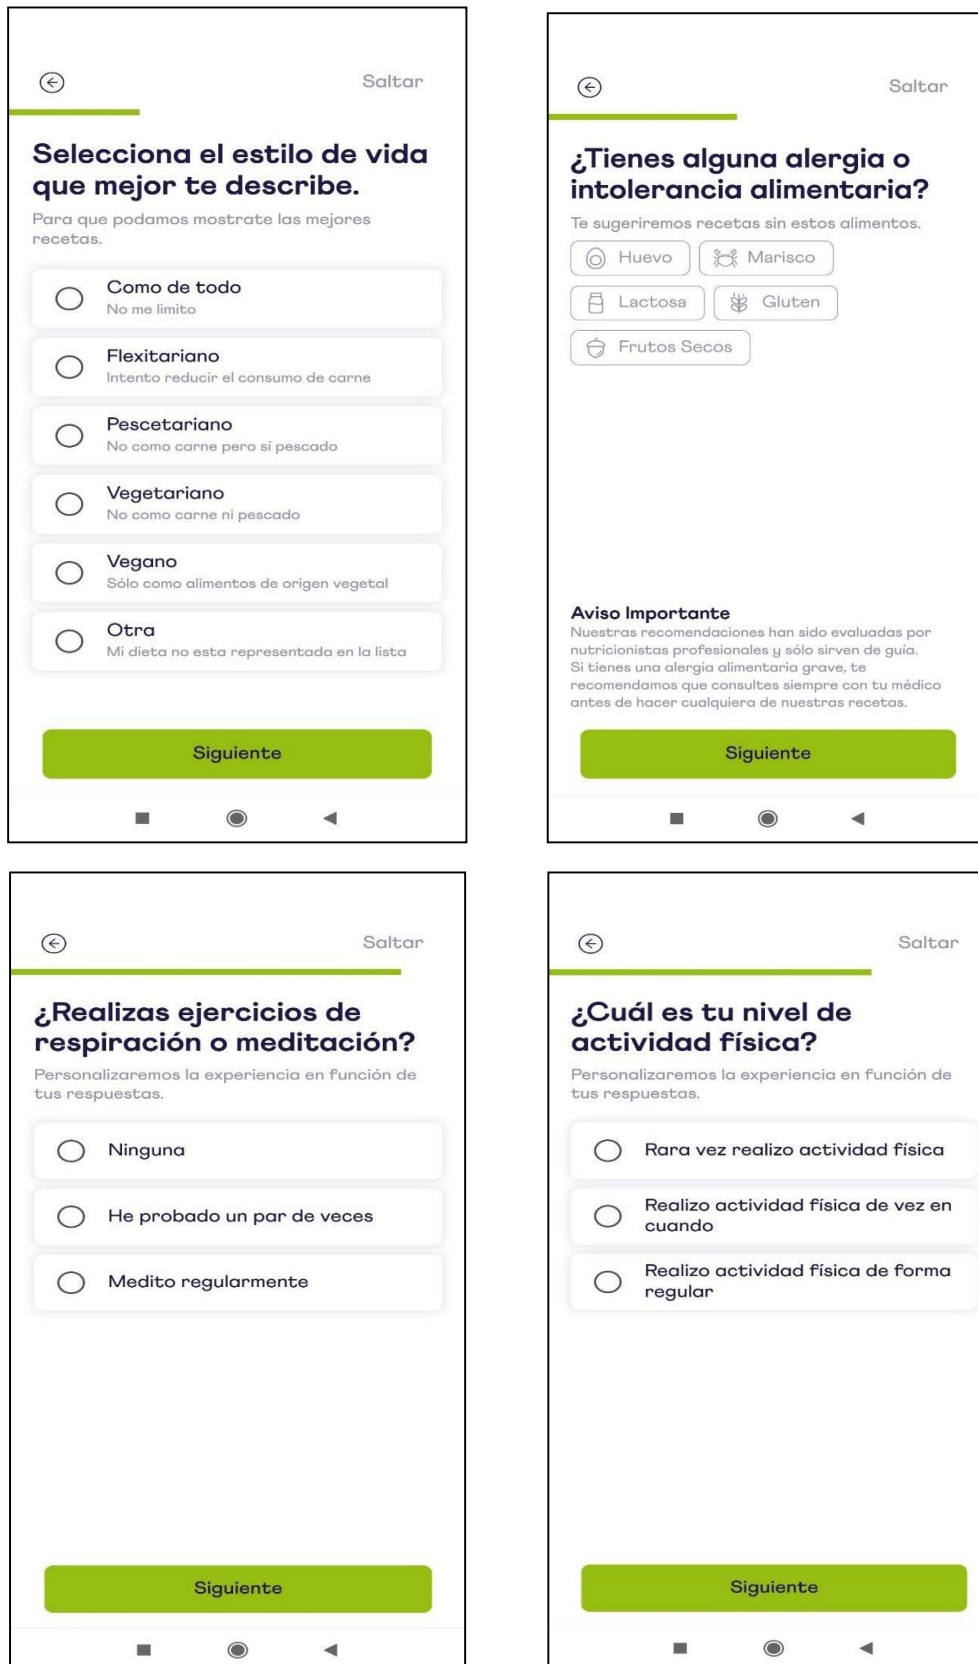 Saltar
Selecciona el estilo de vida
que mejor te describe.
Para que podamos mostrate las mejores
recetas.
Como de todo
No me limito
Flexitariano
Intento reducir el consumo de carne
Pescetariano
No como carne pero sí pescado
Vegetariano
No como carne ni pescado
Vegano
Sólo como alimentos de origen vegetal
Otra
Mi dieta no esta representada en la lista
Siguiente
Saltar
¿Tienes alguna alergia o
intolerancia alimentaria?
Te sugeriremos recetas sin estos alimentos.
Huevo
Marisco
Lactosa
Gluten
Frutos Secos
Aviso Importante
Nuestras recomendaciones han sido evaluadas por
nutricionistas profesionales y sólo sirven de guía.
Si tienes una alergia alimentaria grave, te
recomendamos que consultes siempre con tu médico
antes de hacer cualquiera de nuestras recetas.
Siguiente
Saltar
¿Realizas ejercicios de
respiración o meditación?
Personalizaremos la experiencia en función de
tus respuestas.
Ninguna
He probado un par de veces
Medito regularmente
Siguiente
Saltar
¿Cuál es tu nivel de
actividad física?
Personalizaremos la experiencia en función de
tus respuestas.
Rara vez realizo actividad física
Realizo actividad física de vez en
cuando
Realizo actividad física de forma
regular
Siguiente